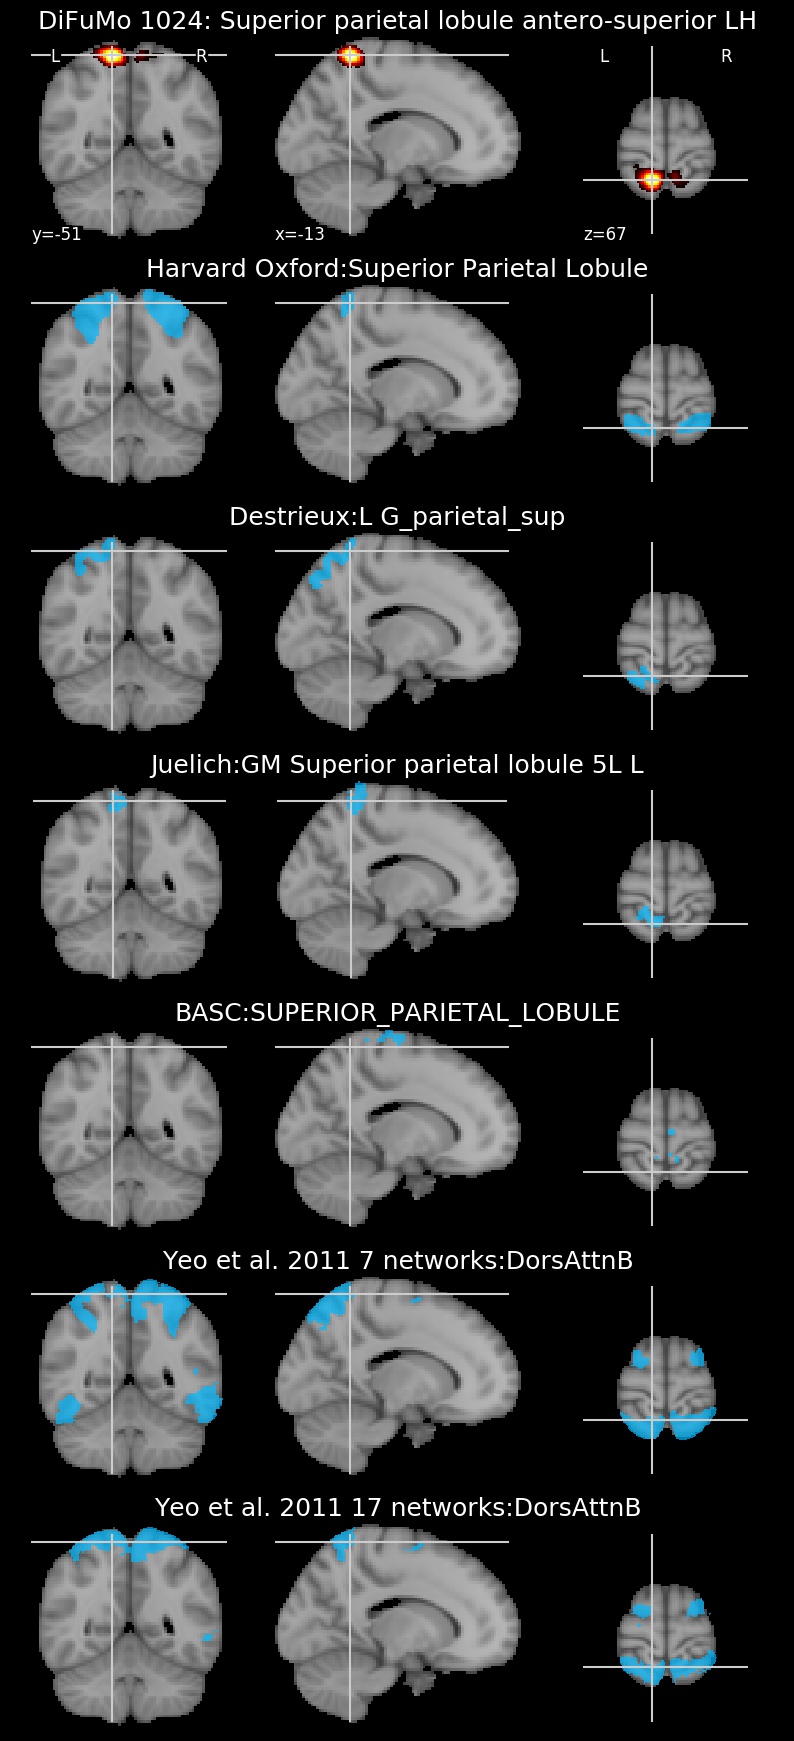 DiFuMo 1024: Superior parietal lobule antero-superior LH
L R L R
y=-51 x=-13 z=67
Harvard Oxford:Superior Parietal Lobule
Destrieux:L G_parietal_sup
Juelich:GM Superior parietal lobule 5L L
BASC:SUPERIOR_PARIETAL_LOBULE
Yeo et al. 2011 7 networks:DorsAttnB
Yeo et al. 2011 17 networks:DorsAttnB